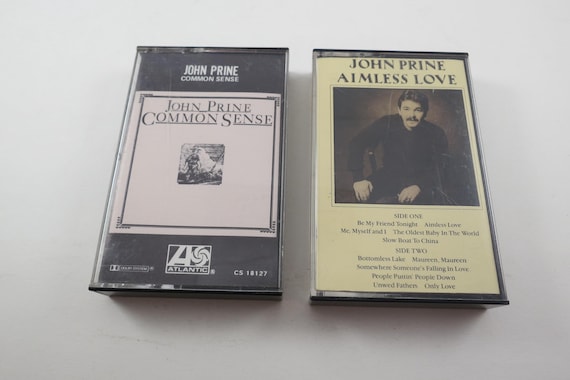 JOHN PRINE
COMMON SENSE
JOHN PRINE
COMMON SENSE
ATLANTIC®
CS 18127
JOHN PRINE
AIMLESS LOVE
SIDE ONE
Be My Friend Tonight Aimless Love
Me, Myself and I The Oldest Baby In The World
Slow Boat To China
SIDE TWO
Bottomless Lake Maureen, Maureen
Somewhere Someone's Falling In Love
People Puttin' People Down
Unwed Fathers Only Love